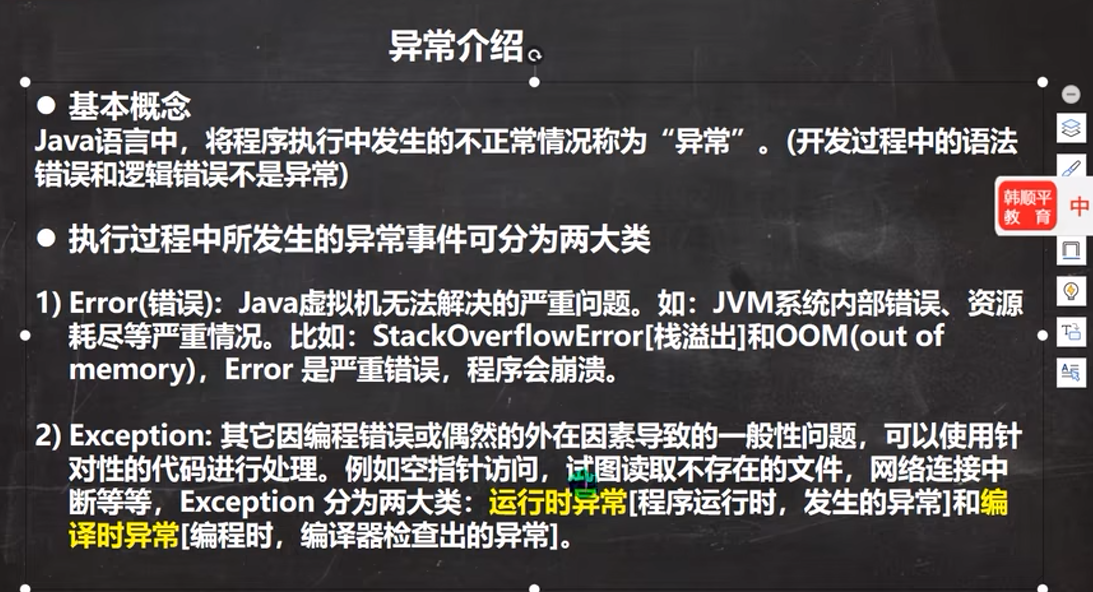 异常介绍
● 基本概念
Java语言中，将程序执行中发生的不正常情况称为“异常”。(开发过程中的语法
错误和逻辑错误不是异常)
● 执行过程中所发生的异常事件可分为两大类
1) Error(错误)：Java虚拟机无法解决的严重问题。如：JVM系统内部错误、资源
耗尽等严重情况。比如：StackOverflowError[栈溢出]和OOM(out of
memory)，Error 是严重错误，程序会崩溃。
2) Exception: 其它因编程错误或偶然的外在因素导致的一般性问题，可以使用针
对性的代码进行处理。例如空指针访问，试图读取不存在的文件，网络连接中
断等等，Exception 分为两大类：运行时异常[程序运行时，发生的异常]和编
译时异常[编程时，编译器检查出的异常]。
韩顺平
教 育
中